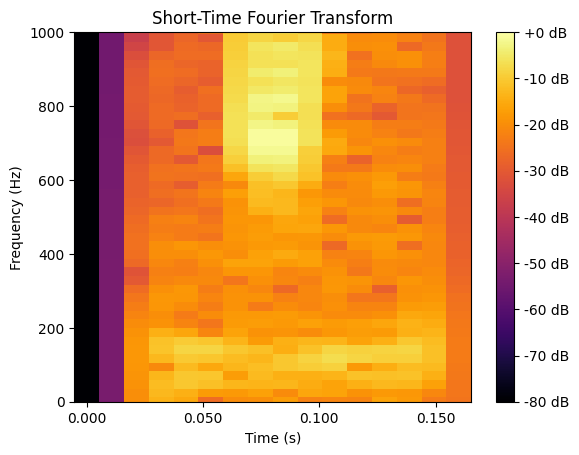 Short-Time Fourier Transform
1000
800
600
400
200
0
Frequency (Hz)
0.000
0.050
0.100
0.150
Time (s)
+0 dB
-10 dB
-20 dB
-30 dB
-40 dB
-50 dB
-60 dB
-70 dB
-80 dB